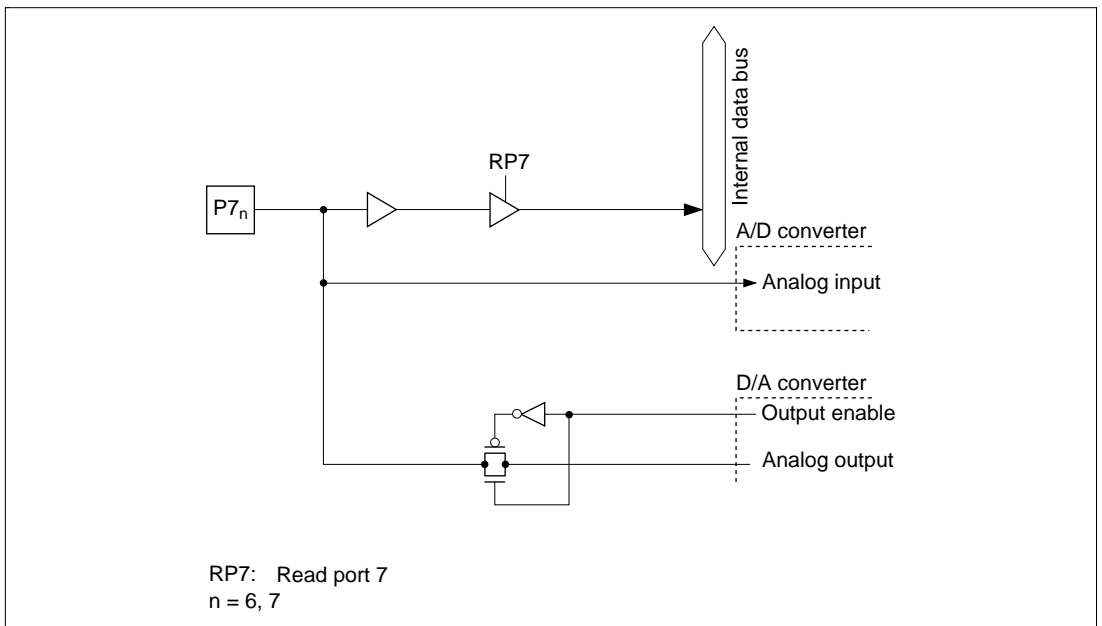 Internal data bus
RP7
P7n
A/D converter
Analog input
D/A converter
Output enable
Analog output
RP7: Read port 7
n = 6, 7